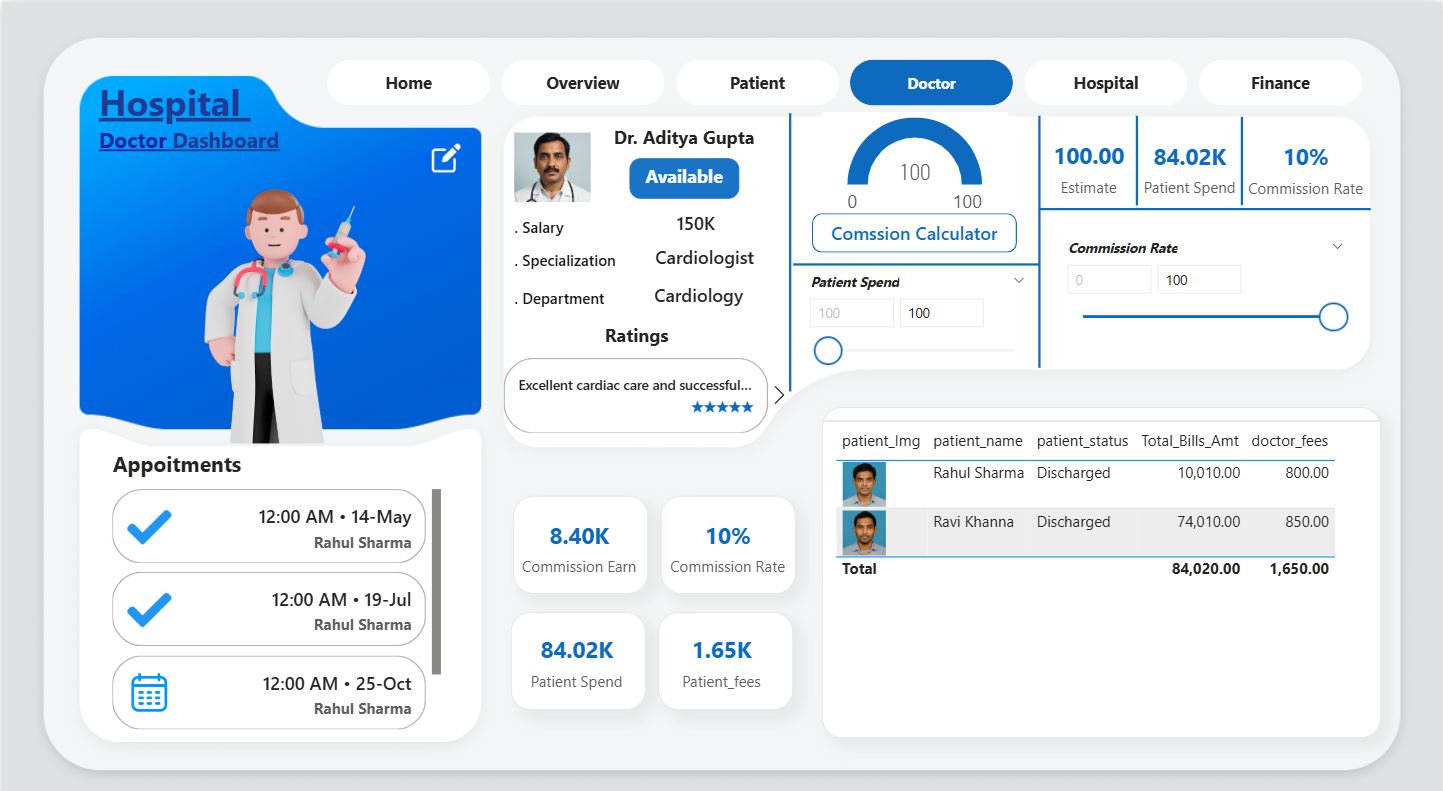 Home
Overview
Patient
Doctor
Hospital
Finance
Hospital
Doctor Dashboard
Dr. Aditya Gupta
Available
. Salary 150K
. Specialization Cardiologist
. Department Cardiology
Ratings
Excellent cardiac care and successful...
★★★★★
100
0 100
Comssion Calculator
Patient Spend
100 100
100.00
Estimate
84.02K
Patient Spend
10%
Commission Rate
Commission Rate
0 100
Appoitments
12:00 AM • 14-May
Rahul Sharma
12:00 AM • 19-Jul
Rahul Sharma
12:00 AM • 25-Oct
Rahul Sharma
8.40K
Commission Earn
10%
Commission Rate
84.02K
Patient Spend
1.65K
Patient_fees
patient_Img patient_name patient_status Total_Bills_Amt doctor_fees
Rahul Sharma Discharged 10,010.00 800.00
Ravi Khanna Discharged 74,010.00 850.00
Total 84,020.00 1,650.00